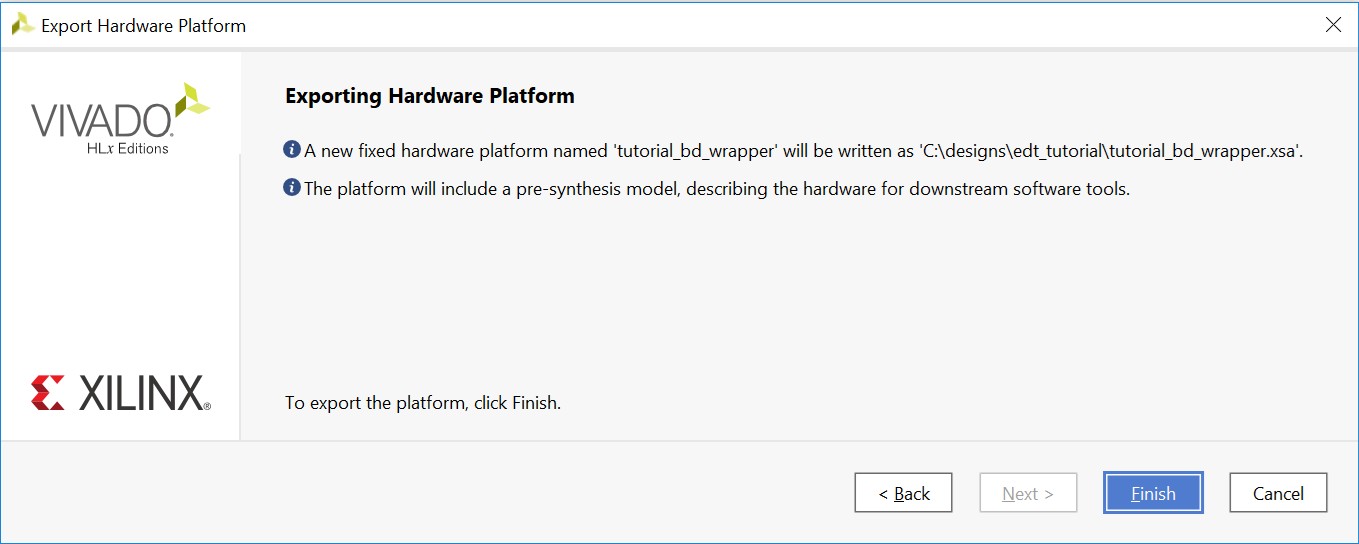 Export Hardware Platform
VIVADO.®
HLx Editions
Exporting Hardware Platform
i A new fixed hardware platform named 'tutorial_bd_wrapper' will be written as 'C:\designs\edt_tutorial\tutorial_bd_wrapper.xsa'.
i The platform will include a pre-synthesis model, describing the hardware for downstream software tools.
XILINX®
To export the platform, click Finish.
< Back
Next >
Finish
Cancel